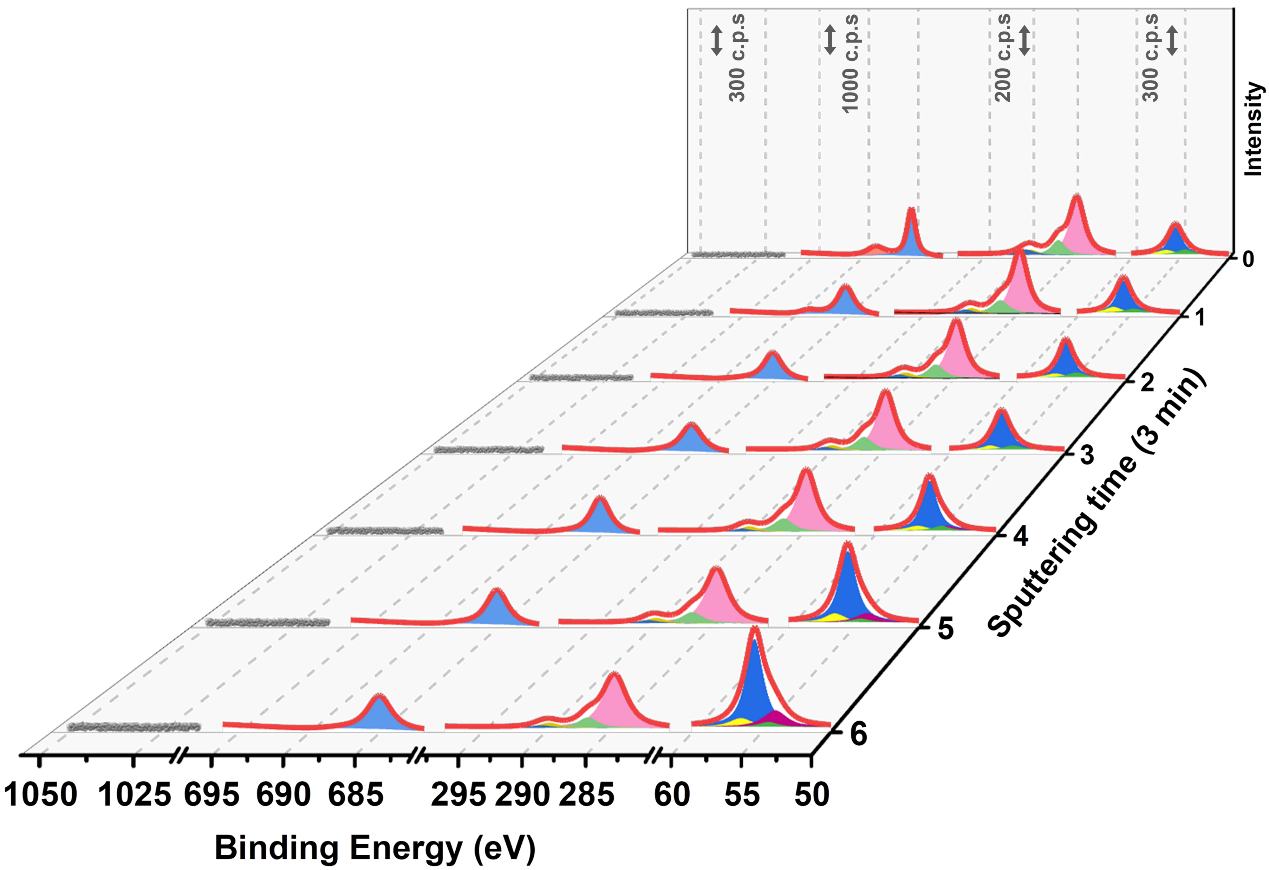 300 c.p.s
1000 c.p.s
200 c.p.s
300 c.p.s
Intensity
0
1
2
3
4
5
6
Sputtering time (3 min)
1050 1025 695 690 685 295 290 285 60 55 50
Binding Energy (eV)